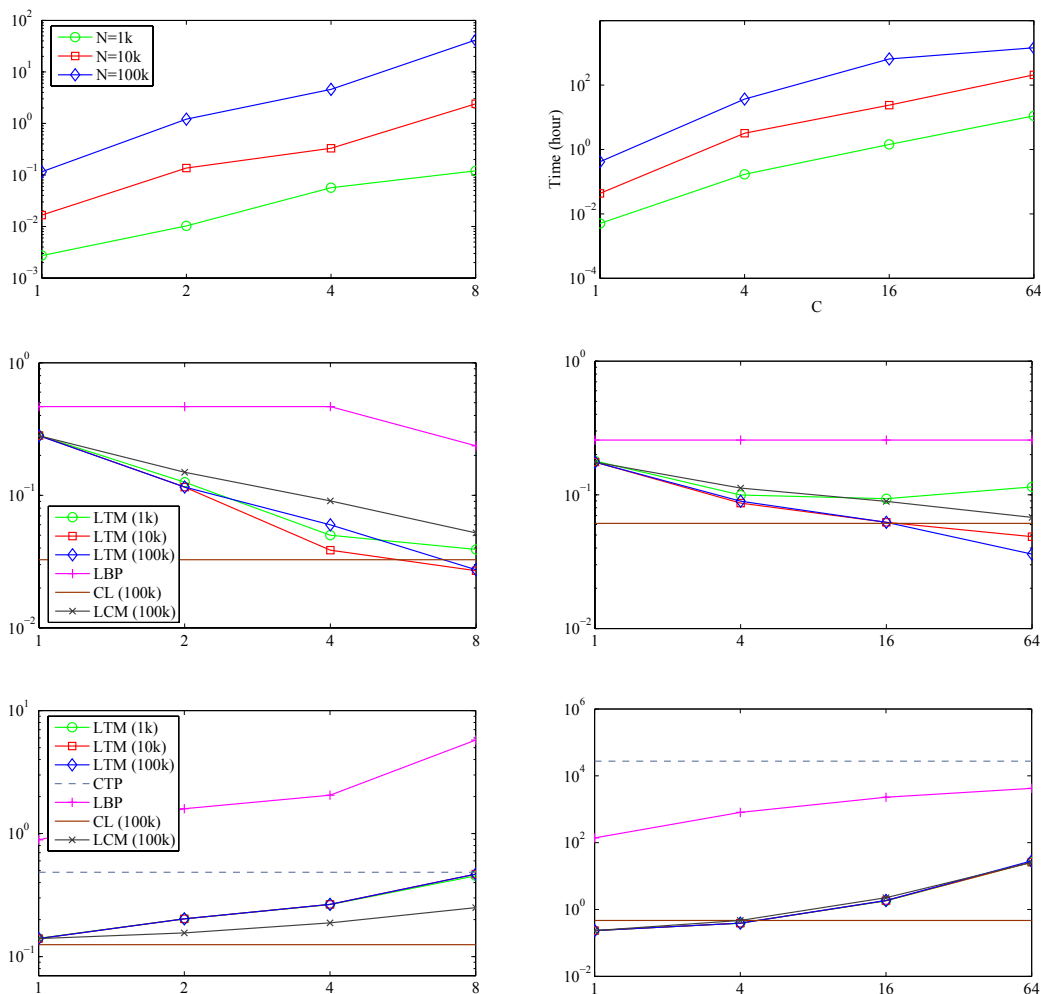 10^2
10^1
10^0
10^−1
10^−2
10^−3
N=1k
N=10k
N=100k
1 2 4 8
Time (hour)
10^2
10^0
10^−2
10^−4
1 4 16 64
C
10^0
10^−1
10^−2
LTM (1k)
LTM (10k)
LTM (100k)
LBP
CL (100k)
LCM (100k)
1 2 4 8
10^0
10^−1
10^−2
1 4 16 64
10^1
10^0
10^−1
LTM (1k)
LTM (10k)
LTM (100k)
CTP
LBP
CL (100k)
LCM (100k)
1 2 4 8
10^6
10^4
10^2
10^0
10^−2
1 4 16 64